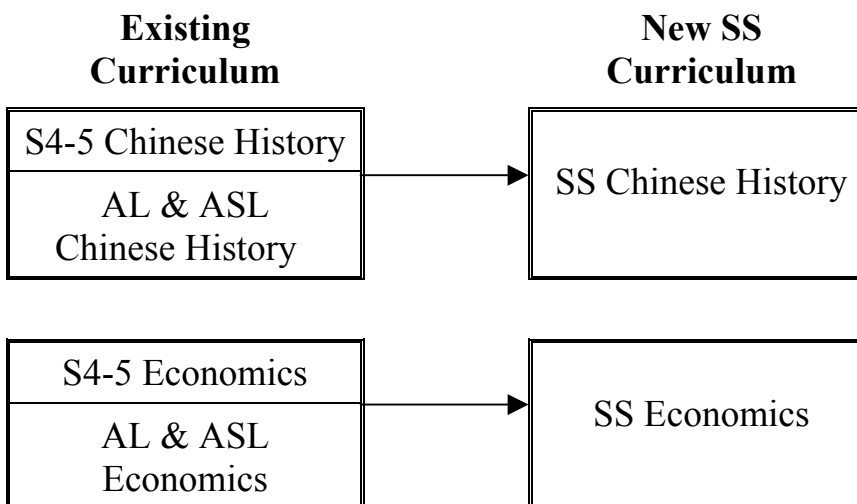 Existing
Curriculum
New SS
Curriculum
S4-5 Chinese History
AL & ASL
Chinese History
SS Chinese History
S4-5 Economics
AL & ASL
Economics
SS Economics